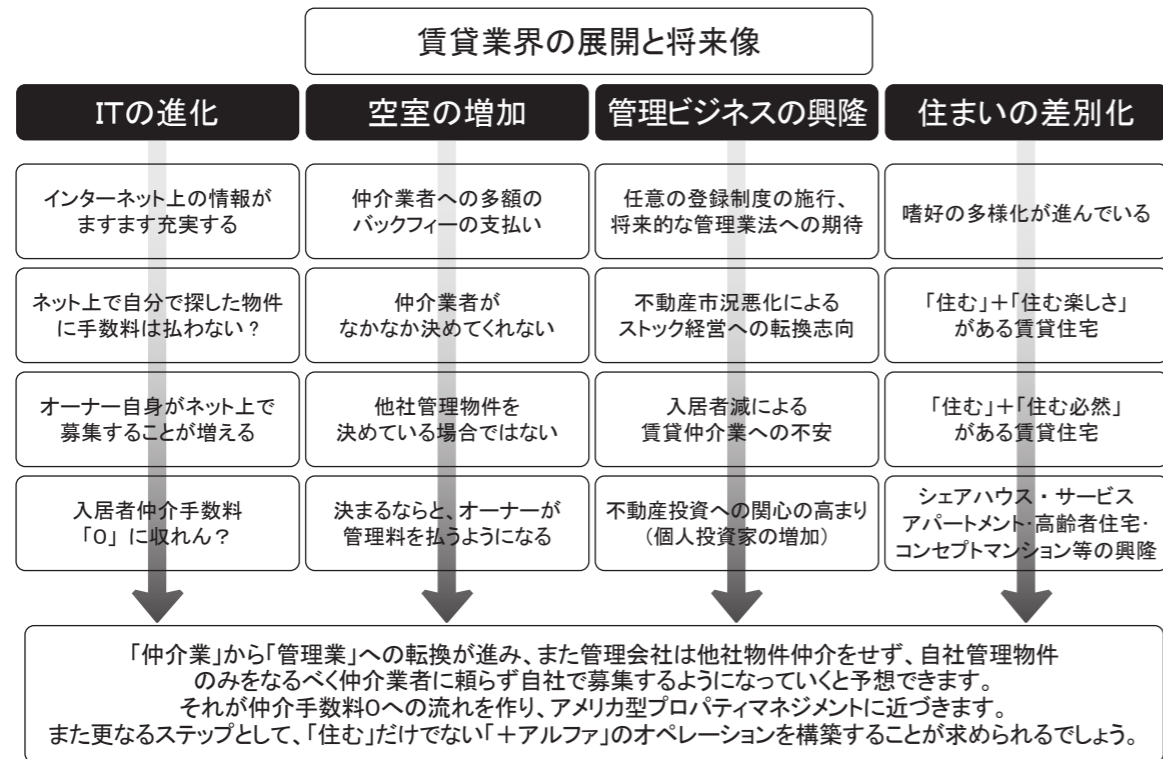 賃貸業界の展開と将来像
ITの進化
インターネット上の情報が
ますます充実する
ネット上で自分で探した物件
に手数料は払わない?
オーナー自身がネット上で
募集することが増える
入居者仲介手数料
「0」に収れん?
空室の増加
仲介業者への多額の
バックフィーの支払い
仲介業者が
なかなか決めてくれない
他社管理物件を
決めている場合ではない
決まるならと、オーナーが
管理料を払うようになる
管理ビジネスの興隆
任意の登録制度の施行、
将来的な管理業法への期待
不動産市況悪化による
ストック経営への転換志向
入居者減による
賃貸仲介業への不安
不動産投資への関心の高まり
(個人投資家の増加)
住まいの差別化
嗜好の多様化が進んでいる
「住む」+「住む楽しさ」
がある賃貸住宅
「住む」+「住む必然」
がある賃貸住宅
シェアハウス・サービス
アパートメント・高齢者住宅・
コンセプトマンション等の興隆
「仲介業」から「管理業」への転換が進み、また管理会社は他社物件仲介をせず、自社管理物件
のみをなるべく仲介業者に頼らず自社で募集するようになっていくと予想できます。
それが仲介手数料0への流れを作り、アメリカ型プロパティマネジメントに近づきます。
また更なるステップとして、「住む」だけでない「+アルファ」のオペレーションを構築することが求められるでしょう。